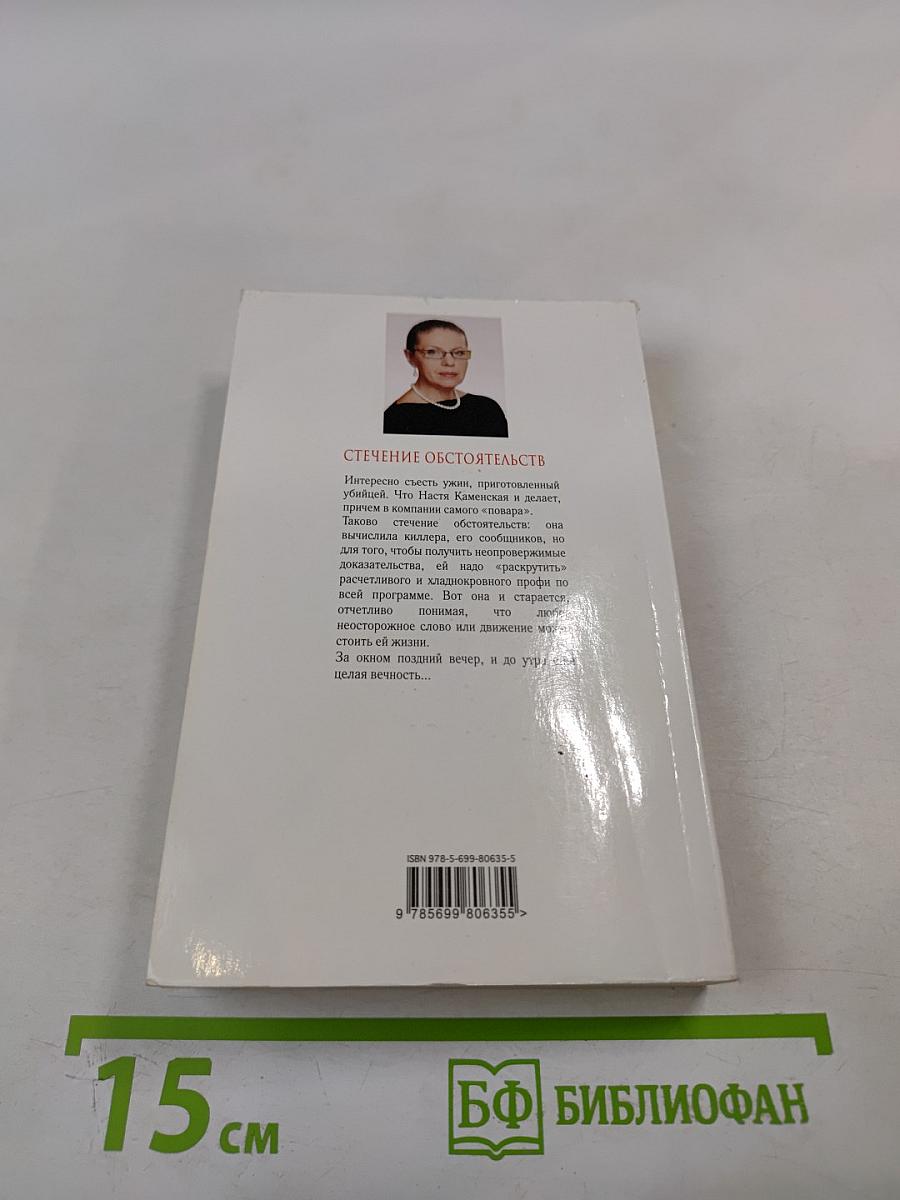 СТЕЧЕНИЕ ОБСТОЯТЕЛЬСТВ
Интересно съесть ужин, приготовленный
убийцей. Что Настя Каменская и делает,
причем в компании самого «повара».
Таково стечение обстоятельств: она
вычислила киллера, его сообщников, но
для того, чтобы получить неопровержимые
доказательства, ей надо «раскрутить»
расчетливого и хладнокровного профи по
всей программе. Вот она и старается,
отчетливо понимая, что
неосторожное слово или движение
стоить ей жизни.
За окном поздний вечер, и до
целая вечность...
ISBN 978-5-699-80635-5
9 785699 806355 >
15 см
БФ БИБЛИОФАН